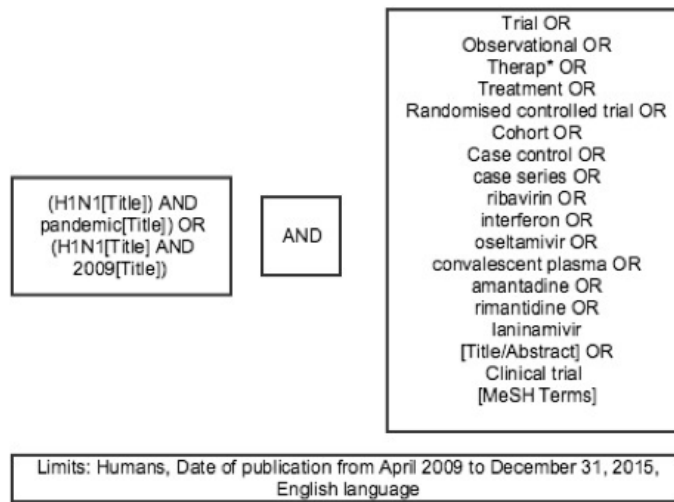 (H1N1[Title]) AND
pandemic[Title]) OR
(H1N1[Title] AND
2009[Title])
AND
Trial OR
Observational OR
Therap* OR
Treatment OR
Randomised controlled trial OR
Cohort OR
Case control OR
case series OR
ribavirin OR
interferon OR
oseltamivir OR
convalescent plasma OR
amantadine OR
rimantidine OR
laninamivir
[Title/Abstract] OR
Clinical trial
[MeSH Terms]
Limits: Humans, Date of publication from April 2009 to December 31, 2015,
English language